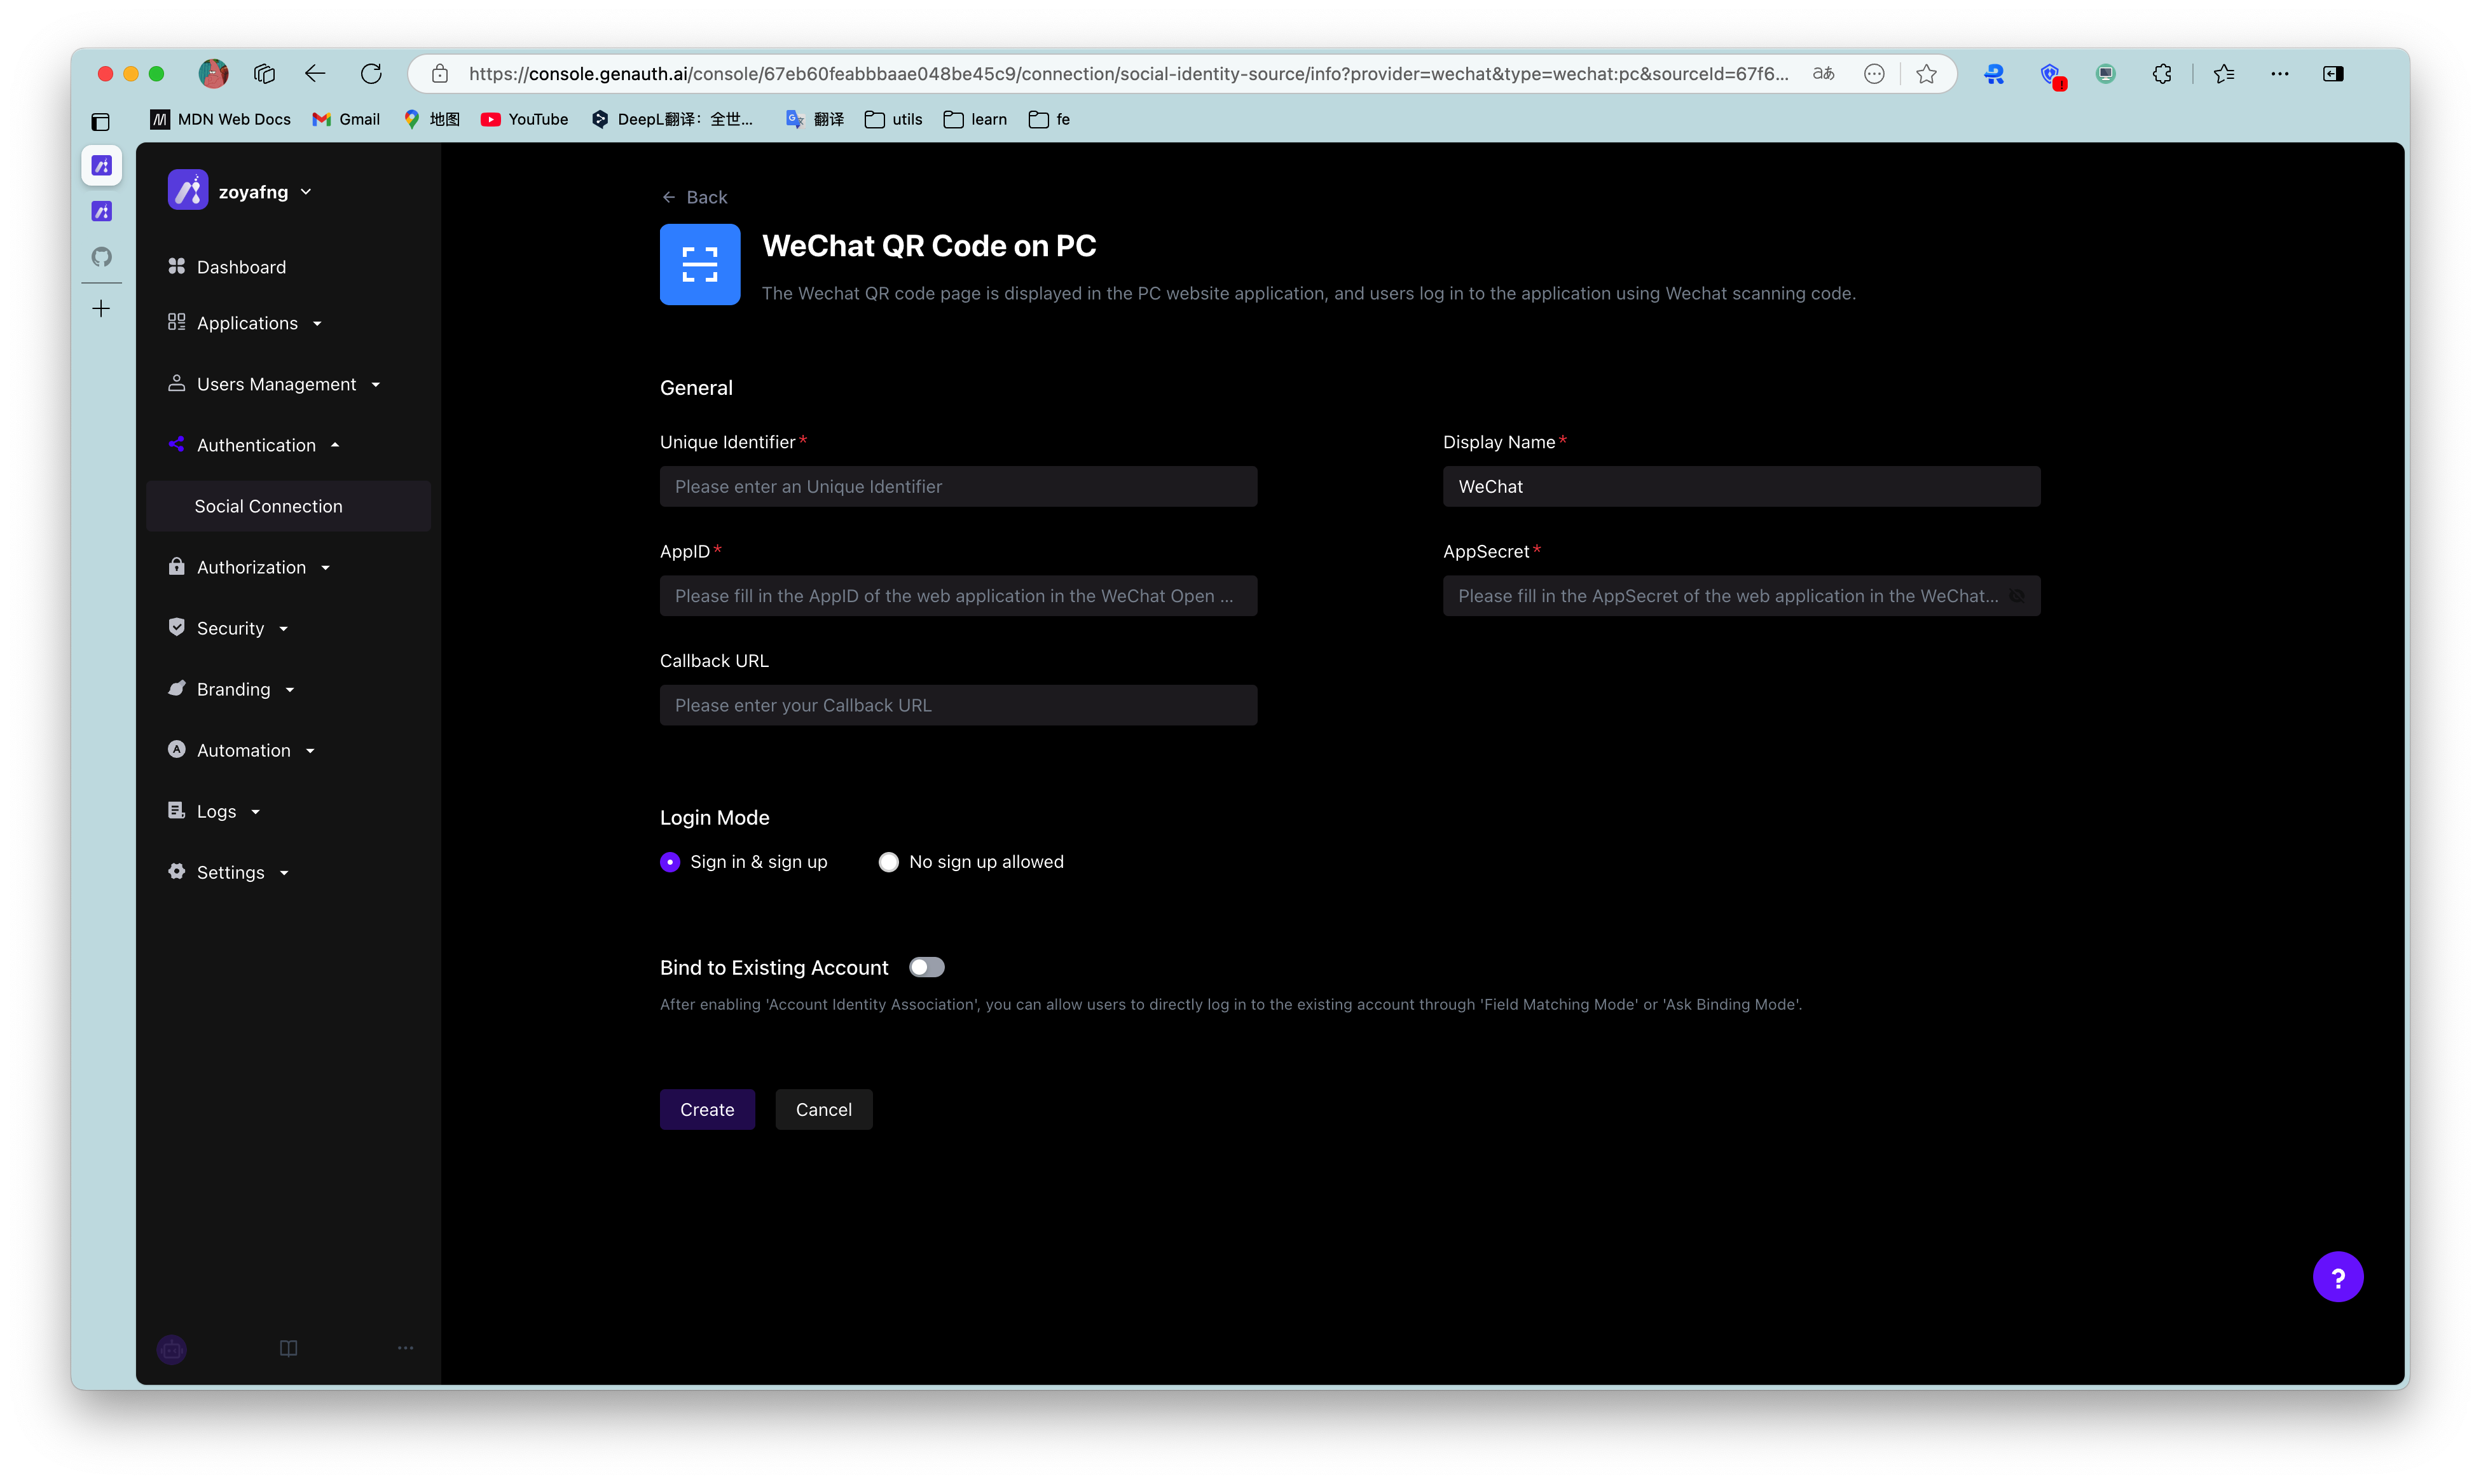 https://console.genauth.ai/console/67eb60feabbbaae048be45c9/connection/social-identity-source/info?provider=wechat&type=wechat:pc&sourceId=67f6...
aあ
MDN Web Docs
Gmail
地图
YouTube
DeepL翻译：全世...
翻译
utils
learn
fe
zoyafng
Dashboard
Applications
Users Management
Authentication
Social Connection
Authorization
Security
Branding
Automation
Logs
Settings
Back
WeChat QR Code on PC
The Wechat QR code page is displayed in the PC website application, and users log in to the application using Wechat scanning code.
General
Unique Identifier*
Please enter an Unique Identifier
Display Name*
WeChat
AppID*
Please fill in the AppID of the web application in the WeChat Open ...
AppSecret*
Please fill in the AppSecret of the web application in the WeChat...
Callback URL
Please enter your Callback URL
Login Mode
Sign in & sign up
No sign up allowed
Bind to Existing Account
After enabling 'Account Identity Association', you can allow users to directly log in to the existing account through 'Field Matching Mode' or 'Ask Binding Mode'.
Create
Cancel
?